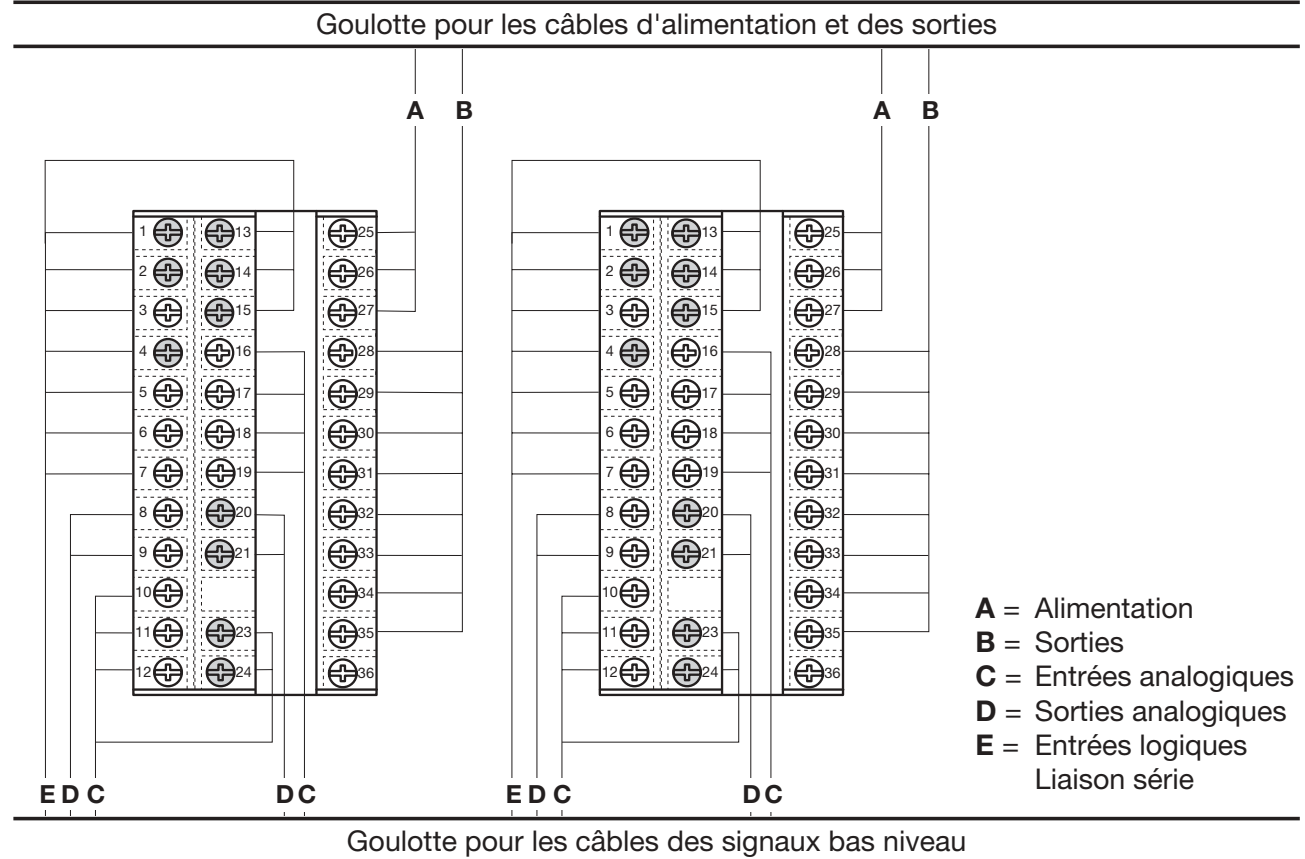 Goulotte pour les câbles d'alimentation et des sorties
A B A B
1 13 25 1 13 25
2 14 26 2 14 26
3 15 27 3 15 27
4 16 28 4 16 28
5 17 29 5 17 29
6 18 30 6 18 30
7 19 31 7 19 31
8 20 32 8 20 32
9 21 33 9 21 33
10 34 10 34
11 23 35 11 23 35
12 24 36 12 24 36
A = Alimentation
B = Sorties
C = Entrées analogiques
D = Sorties analogiques
E = Entrées logiques
Liaison série
E D C D C E D C D C
Goulotte pour les câbles des signaux bas niveau